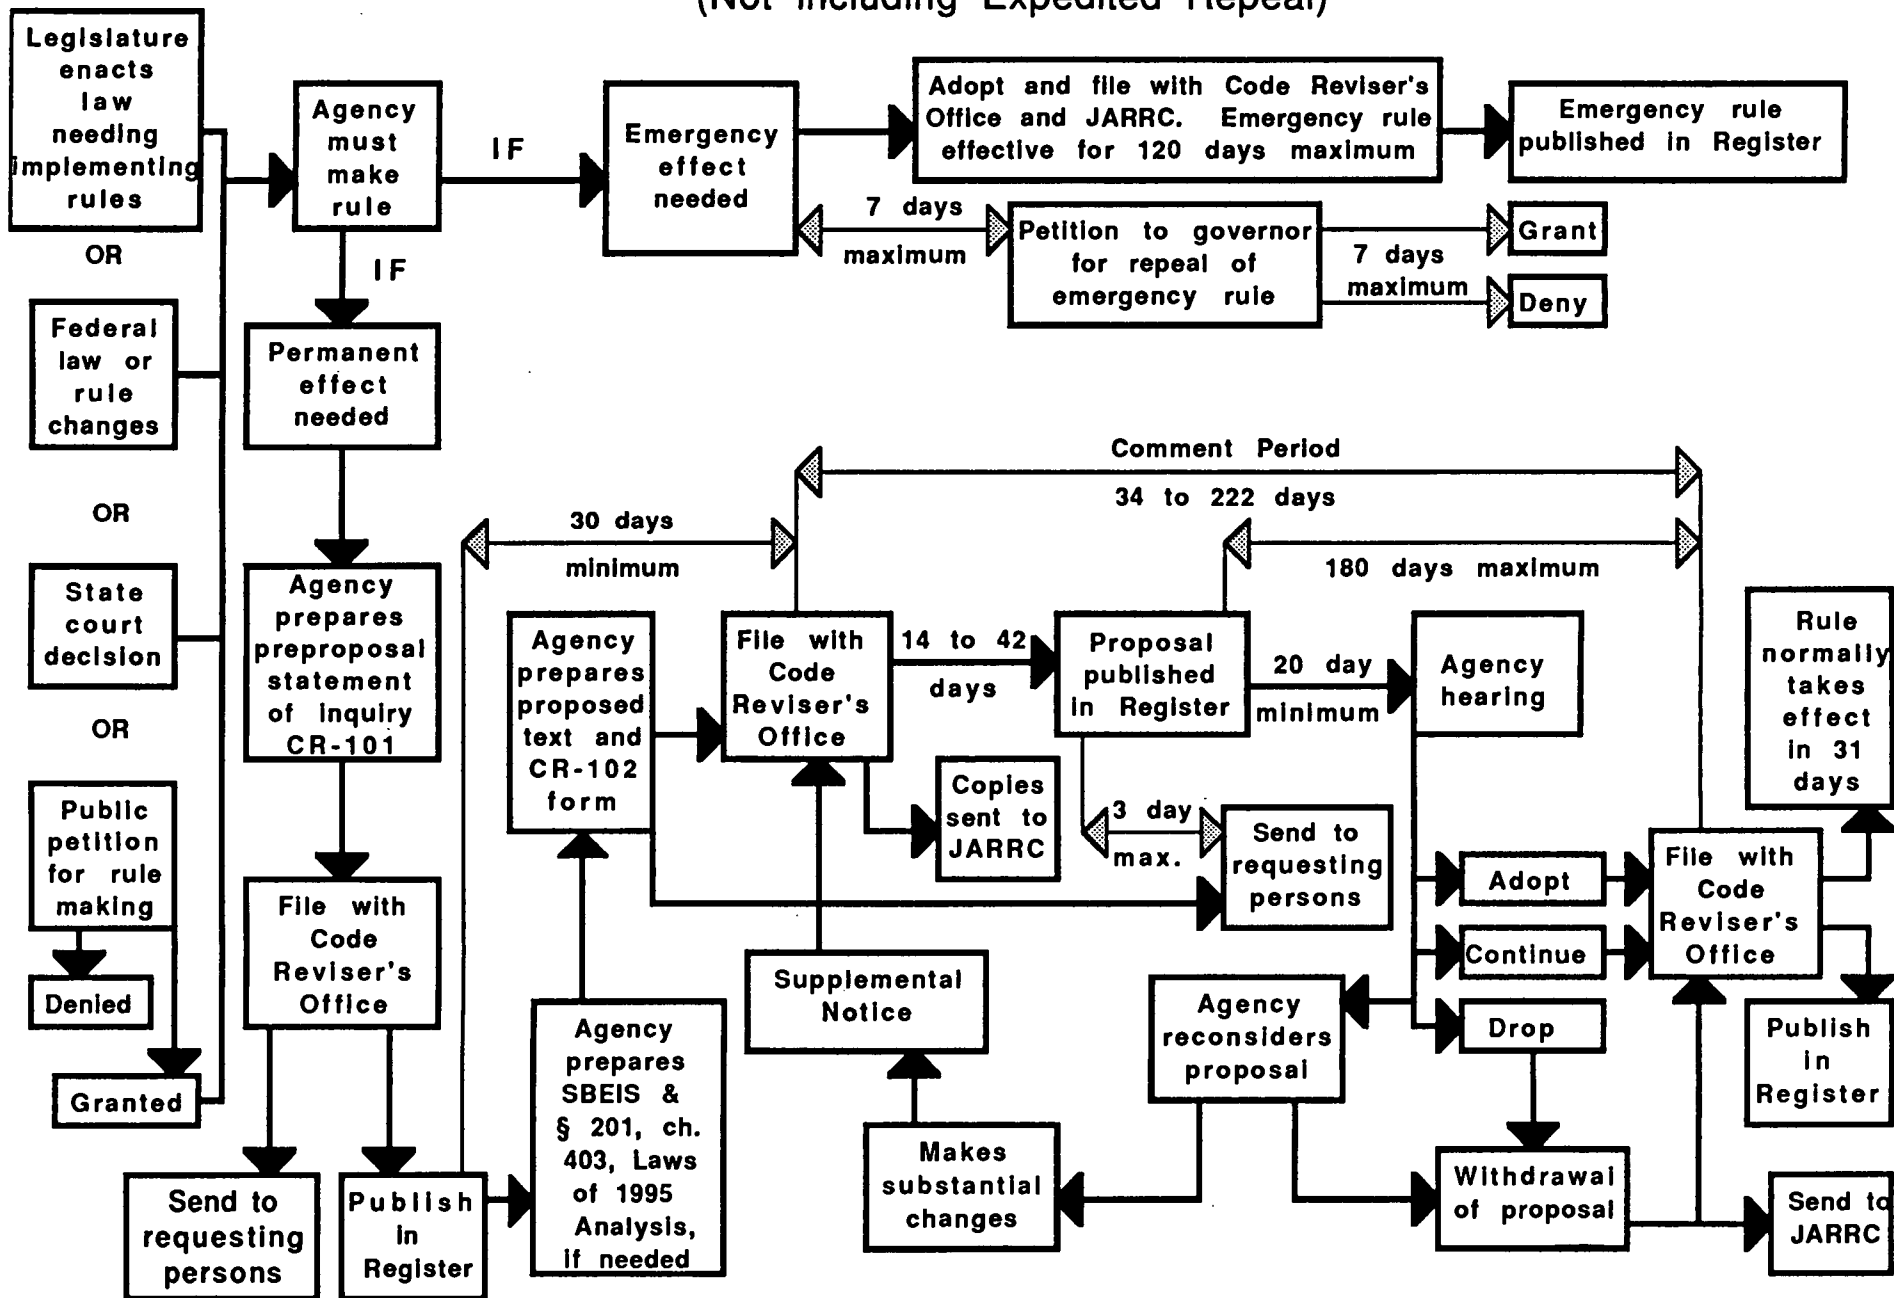 (Not Including Expedited Repeal)
Legislature
enacts
law
needing
implementing
rules
OR
Federal
law or
rule
changes
OR
State
court
decision
OR
Public
petition
for rule
making
Denied
Granted
Agency
must
make
rule
IF
IF
Emergency
effect
needed
Adopt and file with Code Reviser's
Office and JARRC. Emergency rule
effective for 120 days maximum
Emergency rule
published in Register
7 days
maximum
Petition to governor
for repeal of
emergency rule
7 days
maximum
Grant
Deny
Permanent
effect
needed
Agency
prepares
preproposal
statement
of inquiry
CR-101
File with
Code
Reviser's
Office
Send to
requesting
persons
Publish
in
Register
30 days
minimum
Agency
prepares
SBEIS &
§ 201, ch.
403, Laws
of 1995
Analysis,
if needed
Agency
prepares
proposed
text and
CR-102
form
Comment Period
34 to 222 days
180 days maximum
File with
Code
Reviser's
Office
14 to 42
days
Copies
sent to
JARRC
Proposal
published
in Register
20 day
minimum
3 day
max.
Send to
requesting
persons
Agency
hearing
Adopt
Continue
Drop
Supplemental
Notice
Makes
substantial
changes
Agency
reconsiders
proposal
Withdrawal
of proposal
File with
Code
Reviser's
Office
Rule
normally
takes
effect
in 31
days
Publish
in
Register
Send to
JARRC